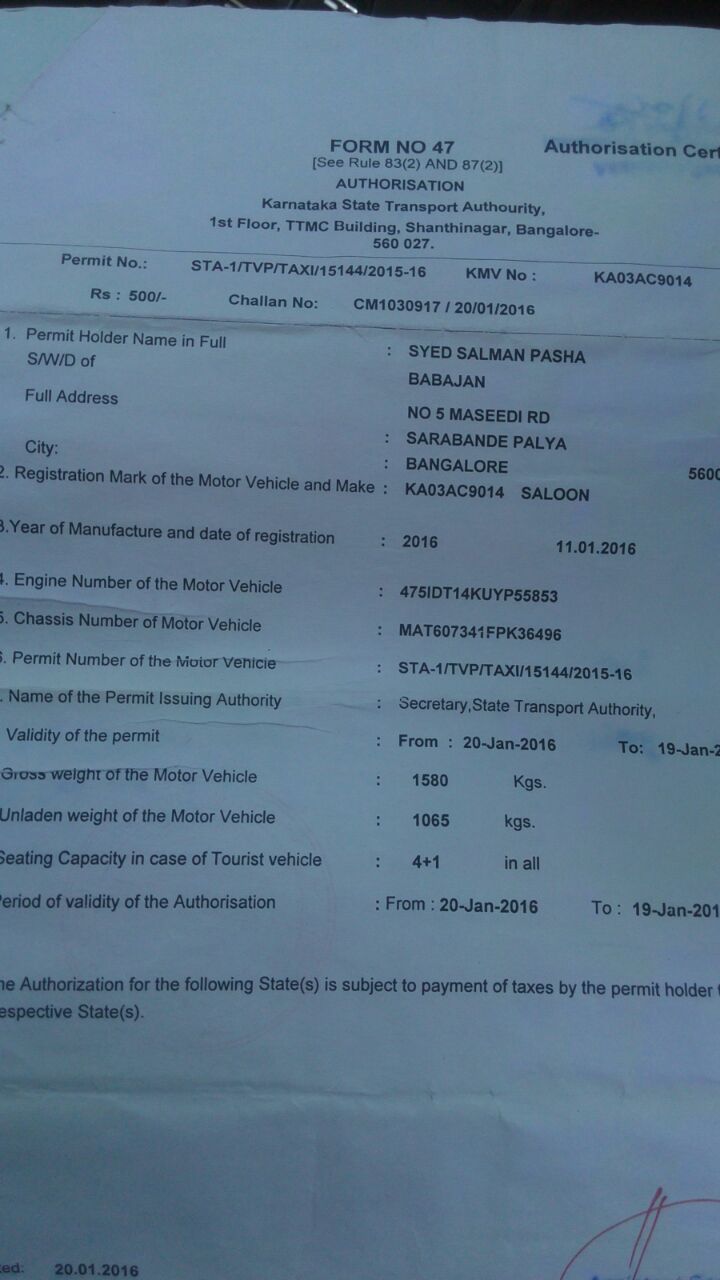 FORM NO 47
Authorisation Cert
[See Rule 83(2) AND 87(2)]
AUTHORISATION
Karnataka State Transport Authourity,
1st Floor, TTMC Building, Shanthinagar, Bangalore-
560 027.
Permit No.: STA-1/TVP/TAXI/15144/2015-16 KMV No : KA03AC9014
Rs : 500/- Challan No: CM1030917 / 20/01/2016
1. Permit Holder Name in Full : SYED SALMAN PASHA
S/W/D of BABAJAN
Full Address NO 5 MASEEDI RD
: SARABANDE PALYA
City: : BANGALORE 5600
2. Registration Mark of the Motor Vehicle and Make : KA03AC9014 SALOON
3.Year of Manufacture and date of registration : 2016 11.01.2016
4. Engine Number of the Motor Vehicle : 475IDT14KUYP55853
5. Chassis Number of Motor Vehicle : MAT607341FPK36496
6. Permit Number of the Motor Vehicle : STA-1/TVP/TAXI/15144/2015-16
. Name of the Permit Issuing Authority : Secretary,State Transport Authority,
Validity of the permit : From : 20-Jan-2016 To: 19-Jan-2
Gross weight of the Motor Vehicle : 1580 Kgs.
Unladen weight of the Motor Vehicle : 1065 kgs.
Seating Capacity in case of Tourist vehicle : 4+1 in all
Period of validity of the Authorisation : From : 20-Jan-2016 To : 19-Jan-201
he Authorization for the following State(s) is subject to payment of taxes by the permit holder
espective State(s).
ted: 20.01.2016